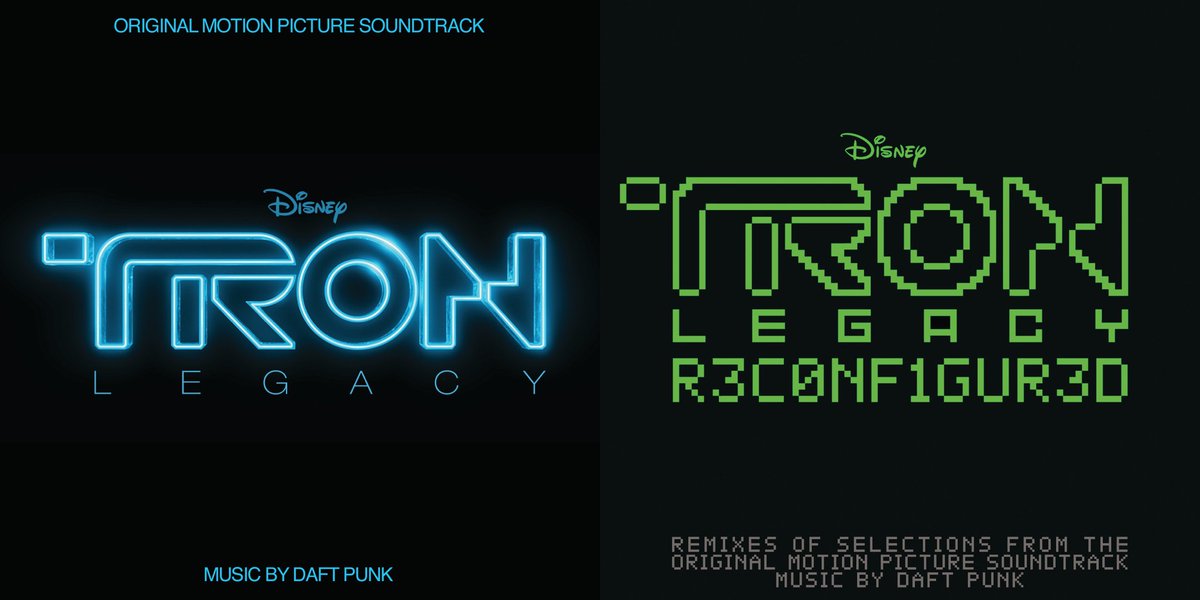 ORIGINAL MOTION PICTURE SOUNDTRACK
Disney
TRON
LEGACY
MUSIC BY DAFT PUNK
Disney
TRON
LEGACY
R3C0NF1GUR3D
REMIXES OF SELECTIONS FROM THE
ORIGINAL MOTION PICTURE SOUNDTRACK
MUSIC BY DAFT PUNK